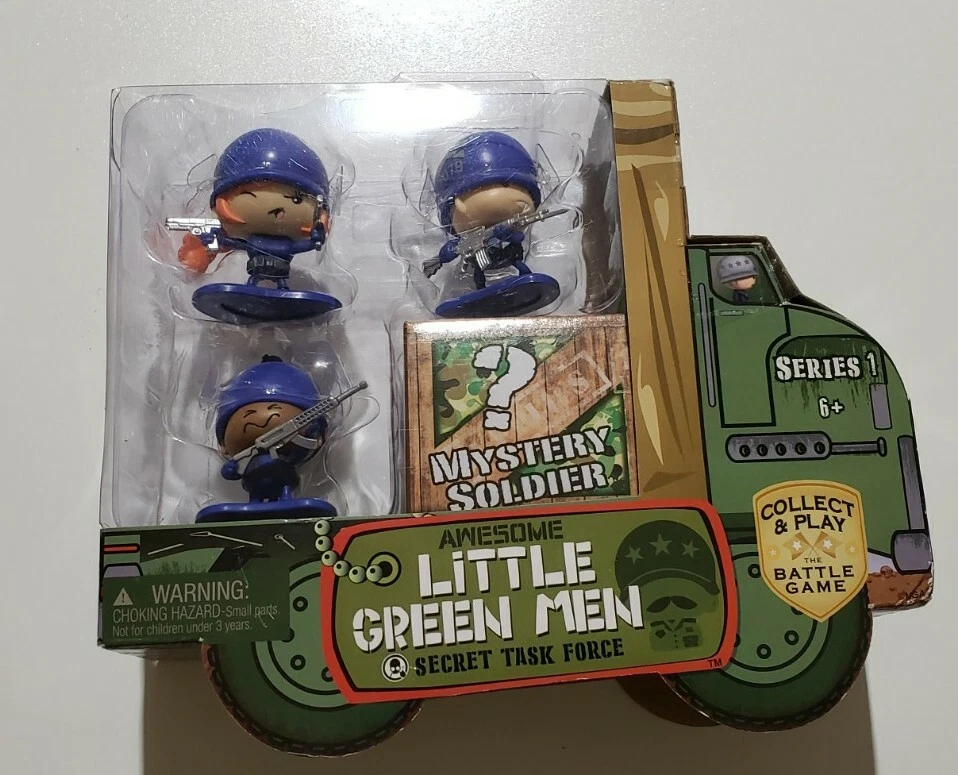 ?
MYSTERY
SOLDIER
SERIES 1
6+
COLLECT
& PLAY
THE
BATTLE
GAME
AWESOME
LiTTLE
GREEN MEN
SECRET TASK FORCE
TM
WARNING:
CHOKING HAZARD-Small parts.
Not for children under 3 years.